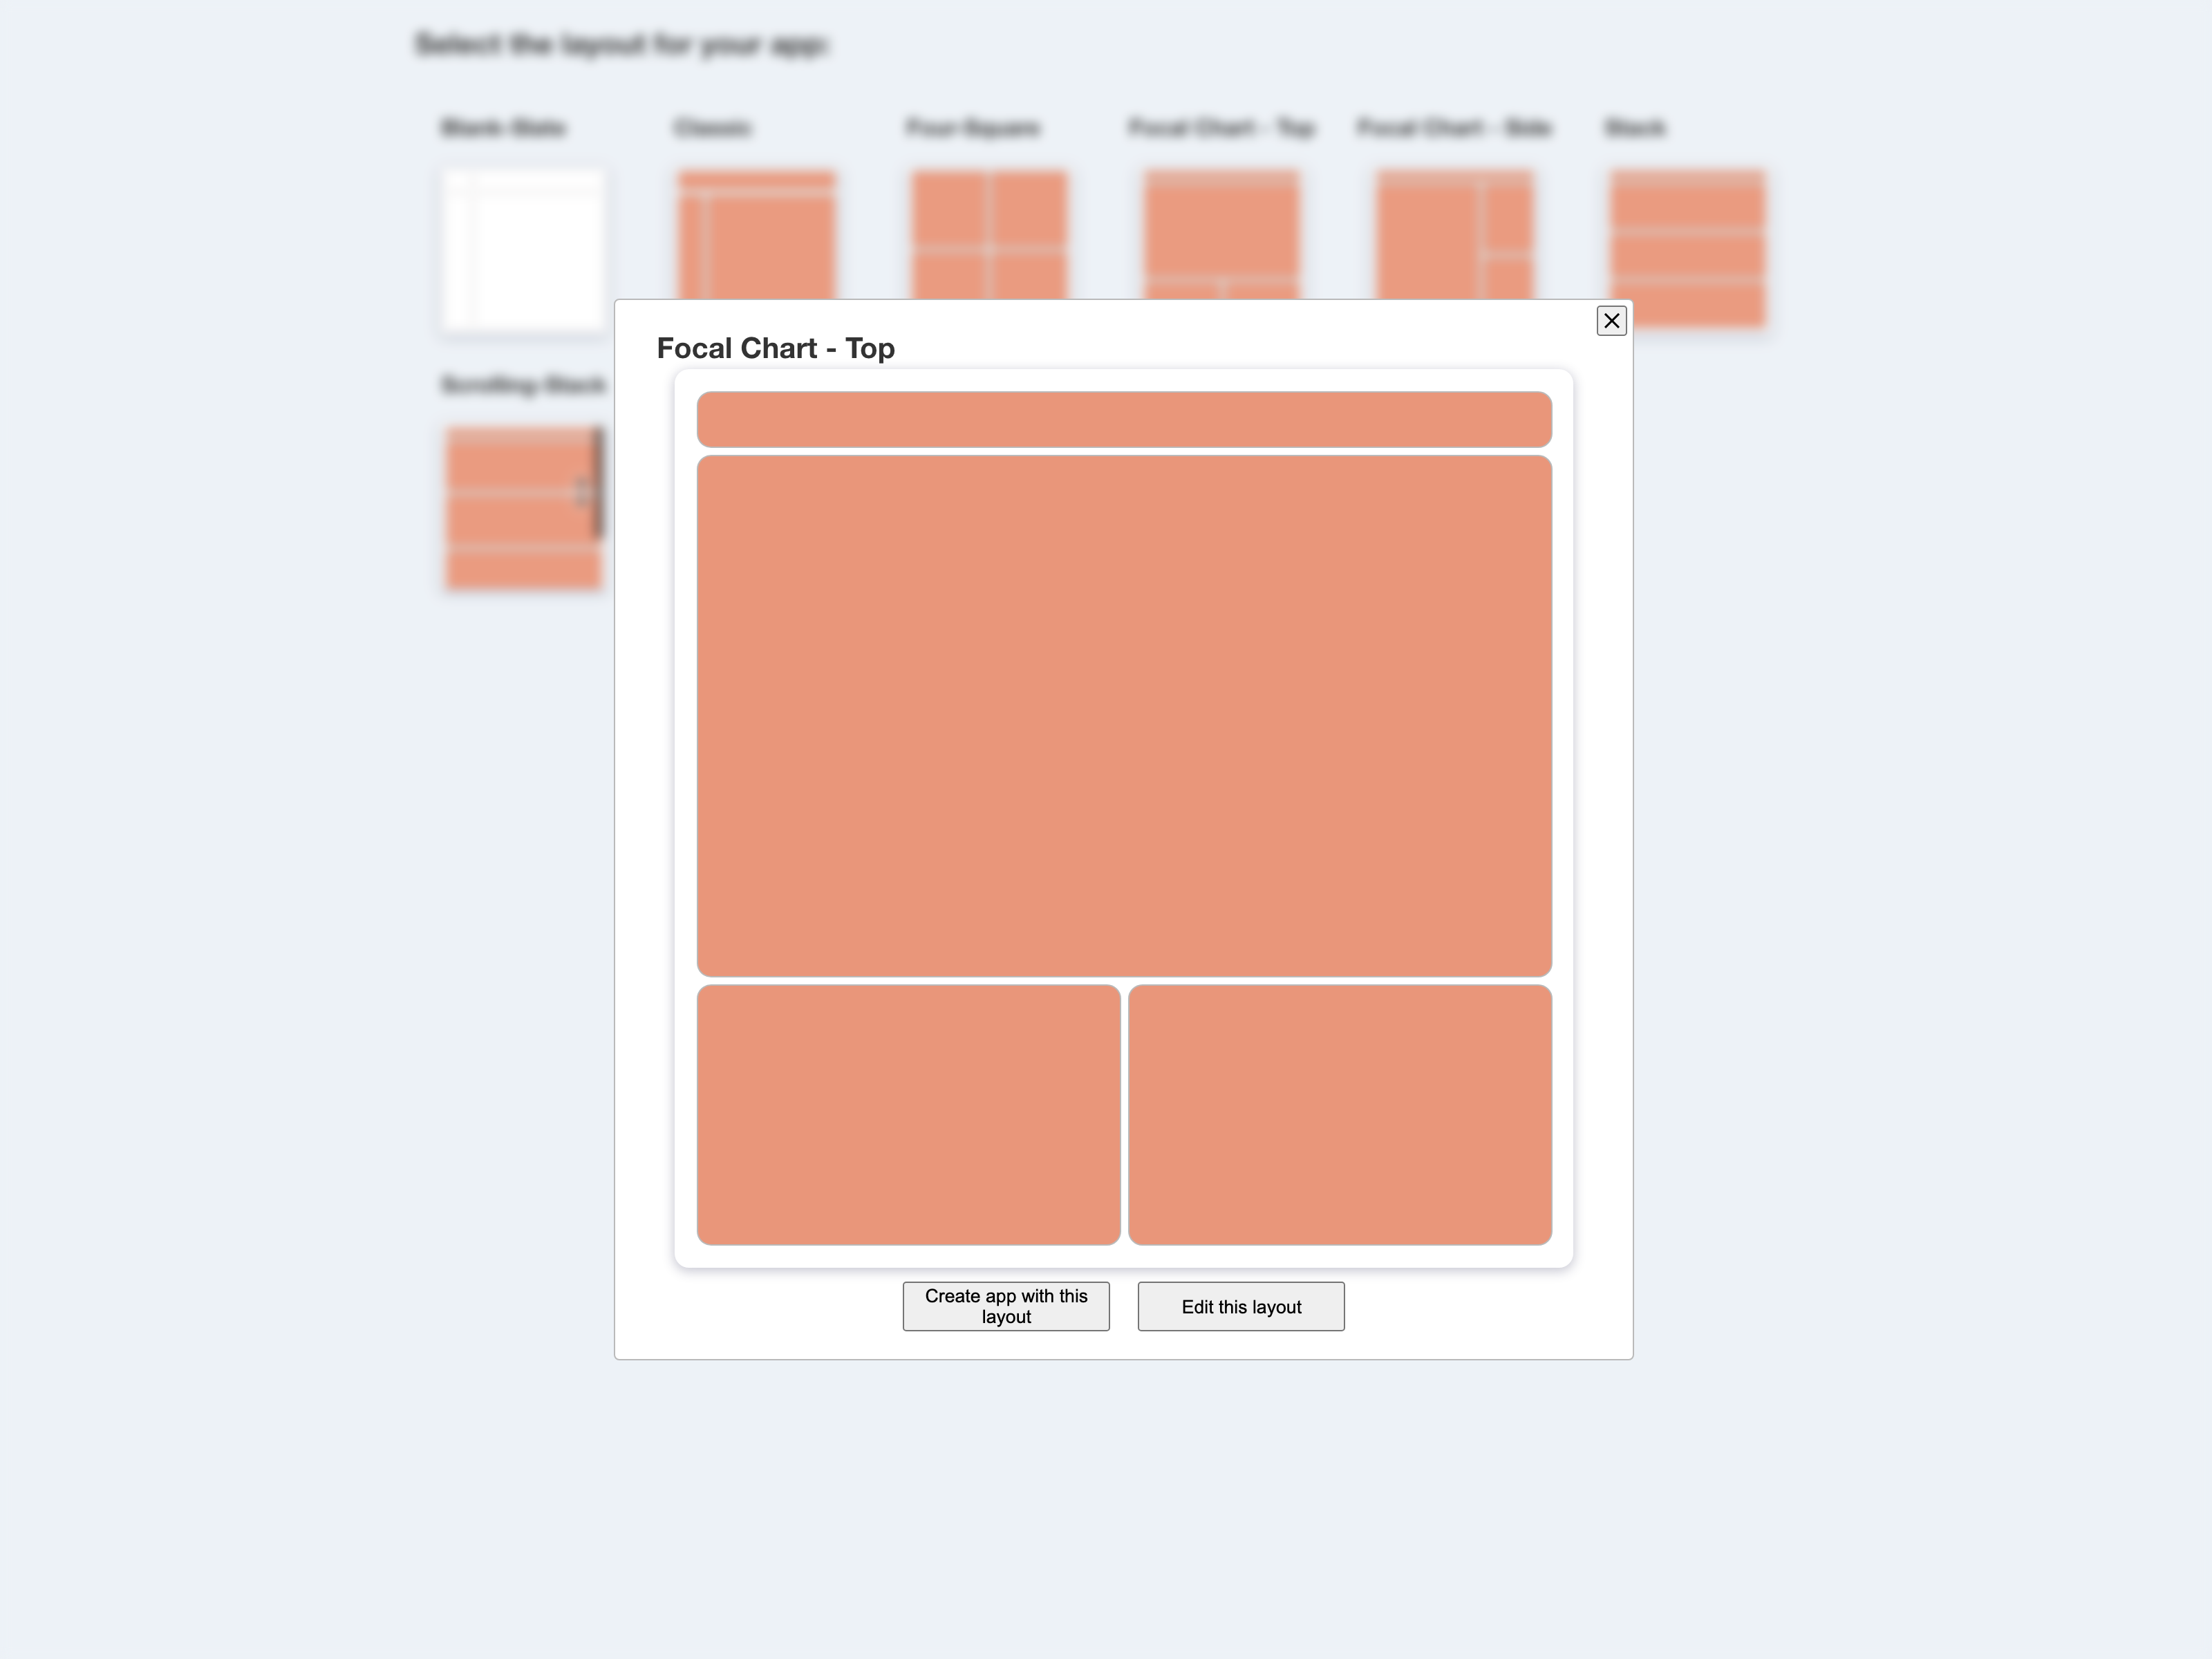 Select the layout for your app:
Blank-Slate
Classic
Four-Square
Focal Chart - Top
Focal Chart - Side
Stack
Scrolling-Stack
Focal Chart - Top
Create app with this
layout
Edit this layout